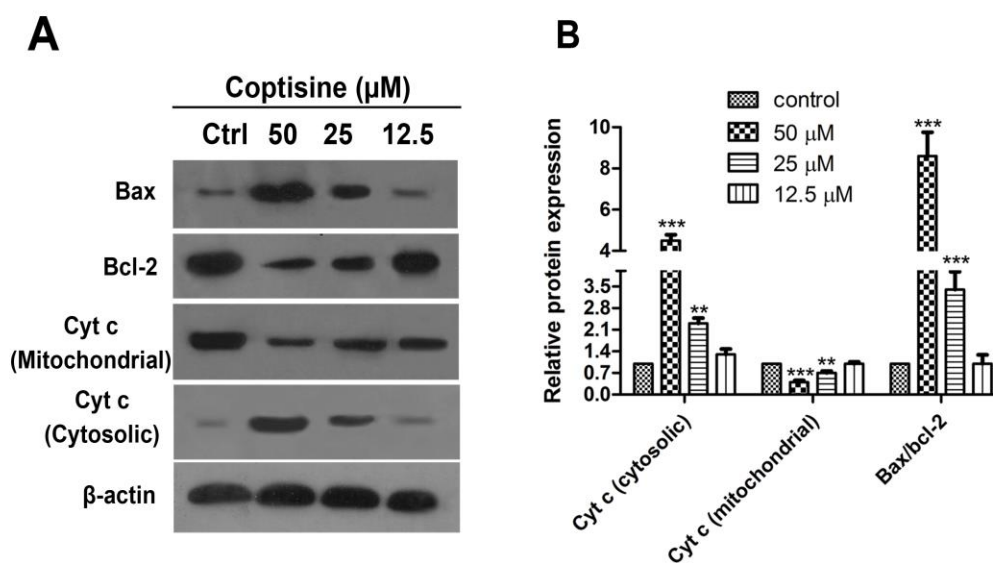 A
Coptisine (µM)
Ctrl 50 25 12.5
Bax
Bcl-2
Cyt c
(Mitochondrial)
Cyt c
(Cytosolic)
β-actin
B
control
50 µM
25 µM
12.5 µM
Relative protein expression
10
8
6
4
3.5
2.8
2.1
1.4
0.7
0.0
***
**
***
**
***
***
Cyt c (cytosolic)
Cyt c (mitochondrial)
Bax/bcl-2